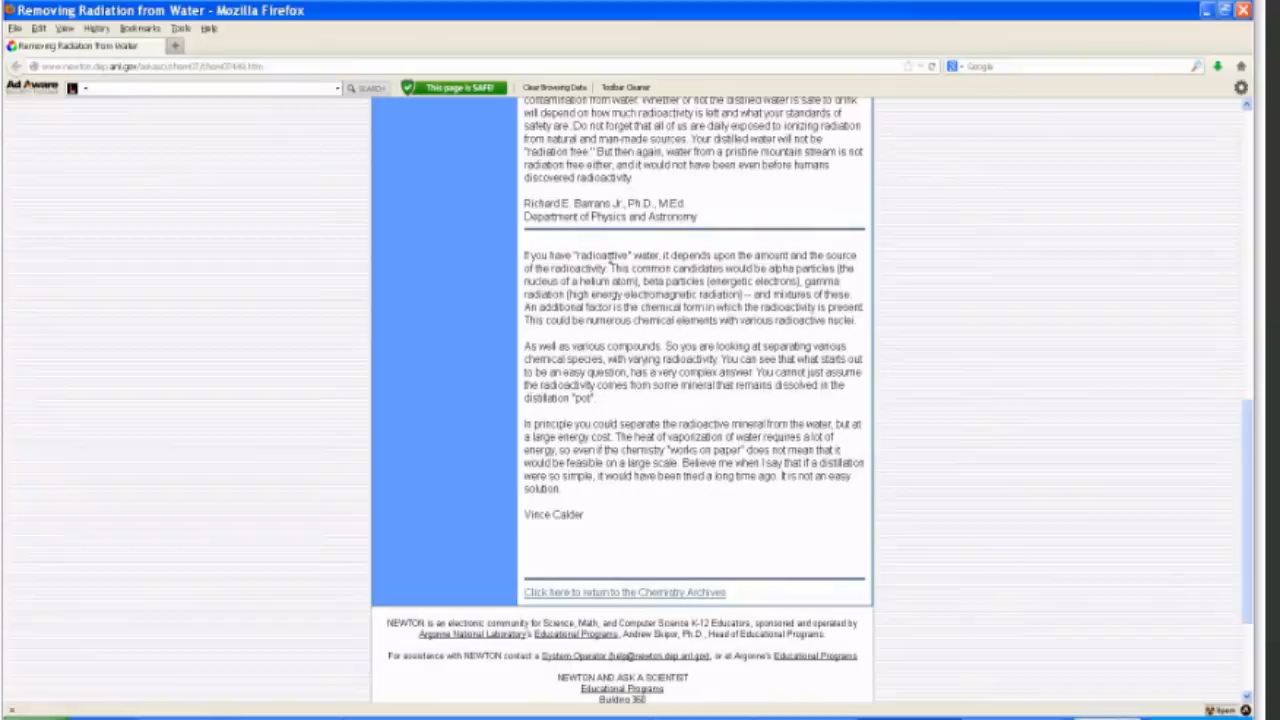 Removing Radiation from Water - Mozilla Firefox
File Edit View History Bookmarks Tools Help
Removing Radiation from Water
Ad Aware SEARCH This page is SAFE! Clear Browsing Data Toolbar Cleaner
Google
contamination from water. Whether or not the distilled water is safe to drink
will depend on how much radioactivity is left and what your standards of
safety are. Do not forget that all of us are daily exposed to ionizing radiation
from natural and man-made sources. Your distilled water will not be
"radiation free." But then again, water from a pristine mountain stream is not
radiation free either, and it would not have been even before humans
discovered radioactivity.
Richard E. Barrans Jr., Ph.D., M.Ed.
Department of Physics and Astronomy
If you have "radioactive" water, it depends upon the amount and the source
of the radioactivity. This common candidates would be alpha particles (the
nucleus of a helium atom), beta particles (energetic electrons), gamma
radiation (high energy electromagnetic radiation) -- and mixtures of these.
An additional factor is the chemical form in which the radioactivity is present.
This could be numerous chemical elements with various radioactive nuclei.
As well as various compounds. So you are looking at separating various
chemical species, with varying radioactivity. You can see that what starts out
to be an easy question, has a very complex answer. You cannot just assume
the radioactivity comes from some mineral that remains dissolved in the
distillation "pot".
In principle you could separate the radioactive mineral from the water, but at
a large energy cost. The heat of vaporization of water requires a lot of
energy, so even if the chemistry "works on paper" does not mean that it
would be feasible on a large scale. Believe me when I say that if a distillation
were so simple, it would have been tried a long time ago. It is not an easy
solution.
Vince Calder
Click here to return to the Chemistry Archives
NEWTON is an electronic community for Science, Math, and Computer Science K-12 Educators, sponsored and operated by
Argonne National Laboratory's Educational Programs, Andrew Skipor, Ph.D., Head of Educational Programs.
For assistance with NEWTON contact a System Operator (help@newton.dep.anl.gov), or at Argonne's Educational Programs
NEWTON AND ASK A SCIENTIST
Educational Programs
Building 360
Spam